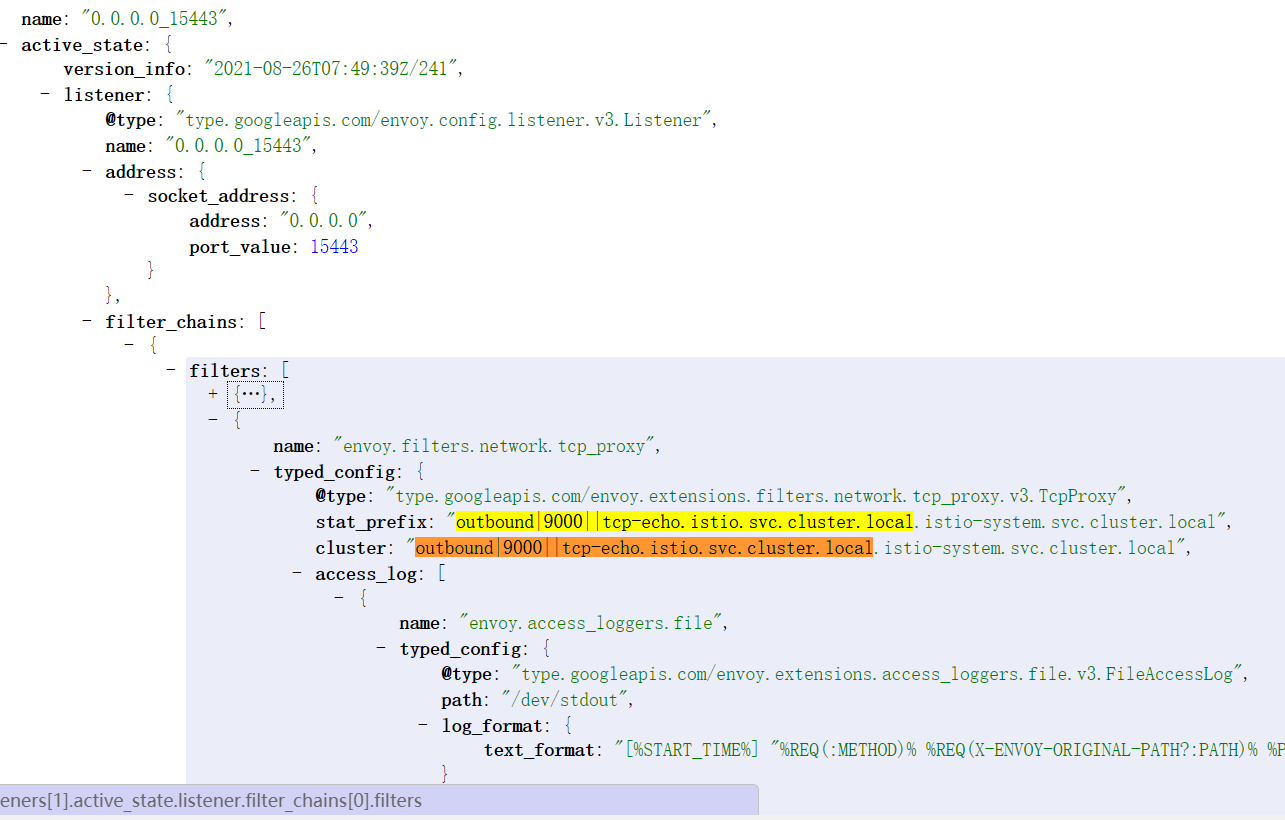 name: "0.0.0.0_15443",
- active_state: {
version_info: "2021-08-26T07:49:39Z/241",
- listener: {
@type: "type.googleapis.com/envoy.config.listener.v3.Listener",
name: "0.0.0.0_15443",
- address: {
- socket_address: {
address: "0.0.0.0",
port_value: 15443
}
},
- filter_chains: [
- {
- filters: [
+ {…},
- {
name: "envoy.filters.network.tcp_proxy",
- typed_config: {
@type: "type.googleapis.com/envoy.extensions.filters.network.tcp_proxy.v3.TcpProxy",
stat_prefix: "outbound|9000||tcp-echo.istio.svc.cluster.local.istio-system.svc.cluster.local",
cluster: "outbound|9000||tcp-echo.istio.svc.cluster.local.istio-system.svc.cluster.local",
- access_log: [
- {
name: "envoy.access_loggers.file",
- typed_config: {
@type: "type.googleapis.com/envoy.extensions.access_loggers.file.v3.FileAccessLog",
path: "/dev/stdout",
- log_format: {
text_format: "[%START_TIME%] "%REQ(:METHOD)% %REQ(X-ENVOY-ORIGINAL-PATH?:PATH)% %P
}
eners[1].active_state.listener.filter_chains[0].filters